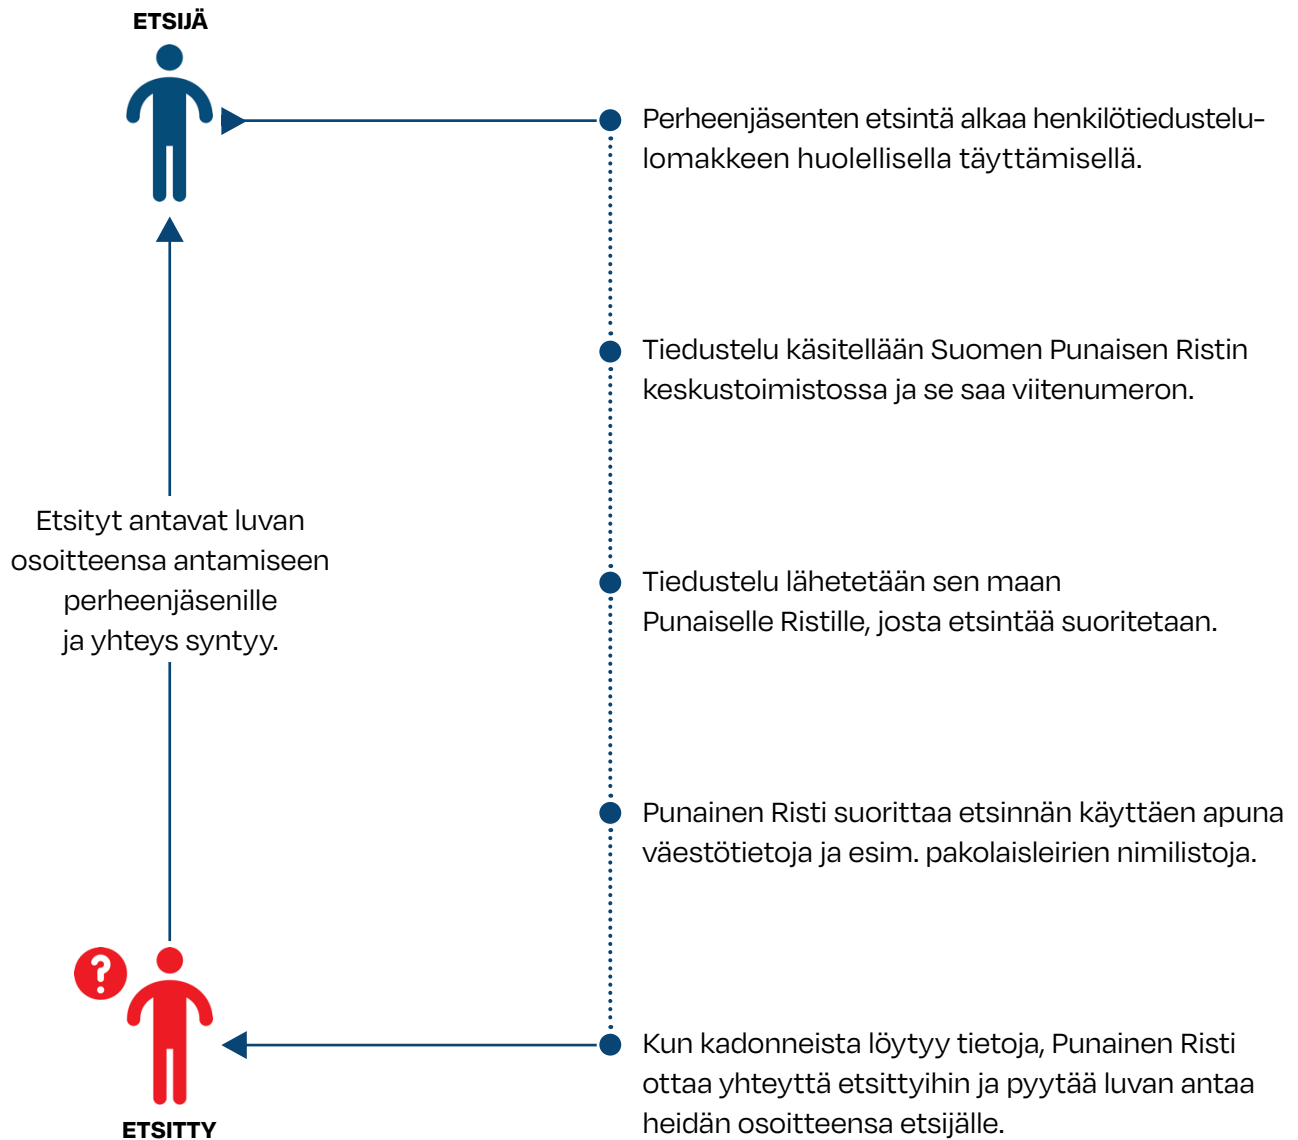 ETSIJÄ
Perheenjäsenten etsintä alkaa henkilötiedustelu-
lomakkeen huolellisella täyttämisellä.
Tiedustelu käsitellään Suomen Punaisen Ristin
keskustoimistossa ja se saa viitenumeron.
Etsityt antavat luvan
osoitteensa antamiseen
perheenjäsenille
ja yhteys syntyy.
Tiedustelu lähetetään sen maan
Punaiselle Ristille, josta etsintää suoritetaan.
Punainen Risti suorittaa etsinnän käyttäen apuna
väestötietoja ja esim. pakolaisleirien nimilistoja.
?
Kun kadonneista löytyy tietoja, Punainen Risti
ottaa yhteyttä etsittyihin ja pyytää luvan antaa
heidän osoitteensa etsijälle.
ETSITTY